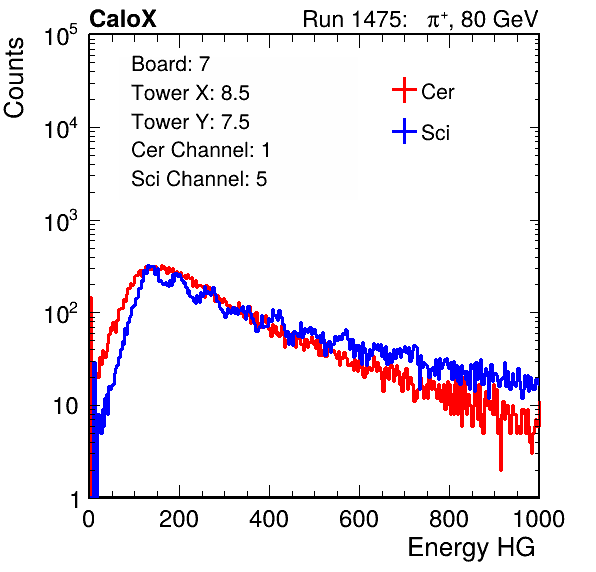 CaloX Run 1475: π⁺, 80 GeV
Board: 7
Tower X: 8.5
Tower Y: 7.5
Cer Channel: 1
Sci Channel: 5
Cer
Sci
Counts
10⁵
10⁴
10³
10²
10
1
0 200 400 600 800 1000
Energy HG